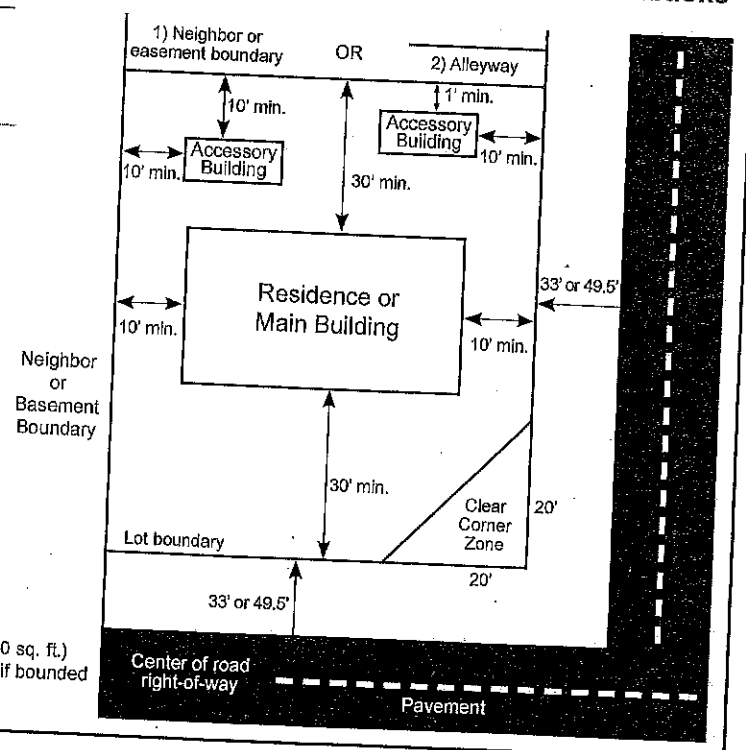 1) Neighbor or
easement boundary
OR
2) Alleyway
10' min.
1' min.
Accessory
Building
10' min.
Accessory
Building
10' min.
30' min.
33' or 49.5'
Residence or
Main Building
10' min.
10' min.
Neighbor
or
Basement
Boundary
30' min.
Clear
Corner
Zone
20'
Lot boundary
20'
33' or 49.5'
0 sq. ft.)
if bounded
Center of road
right-of-way
Pavement